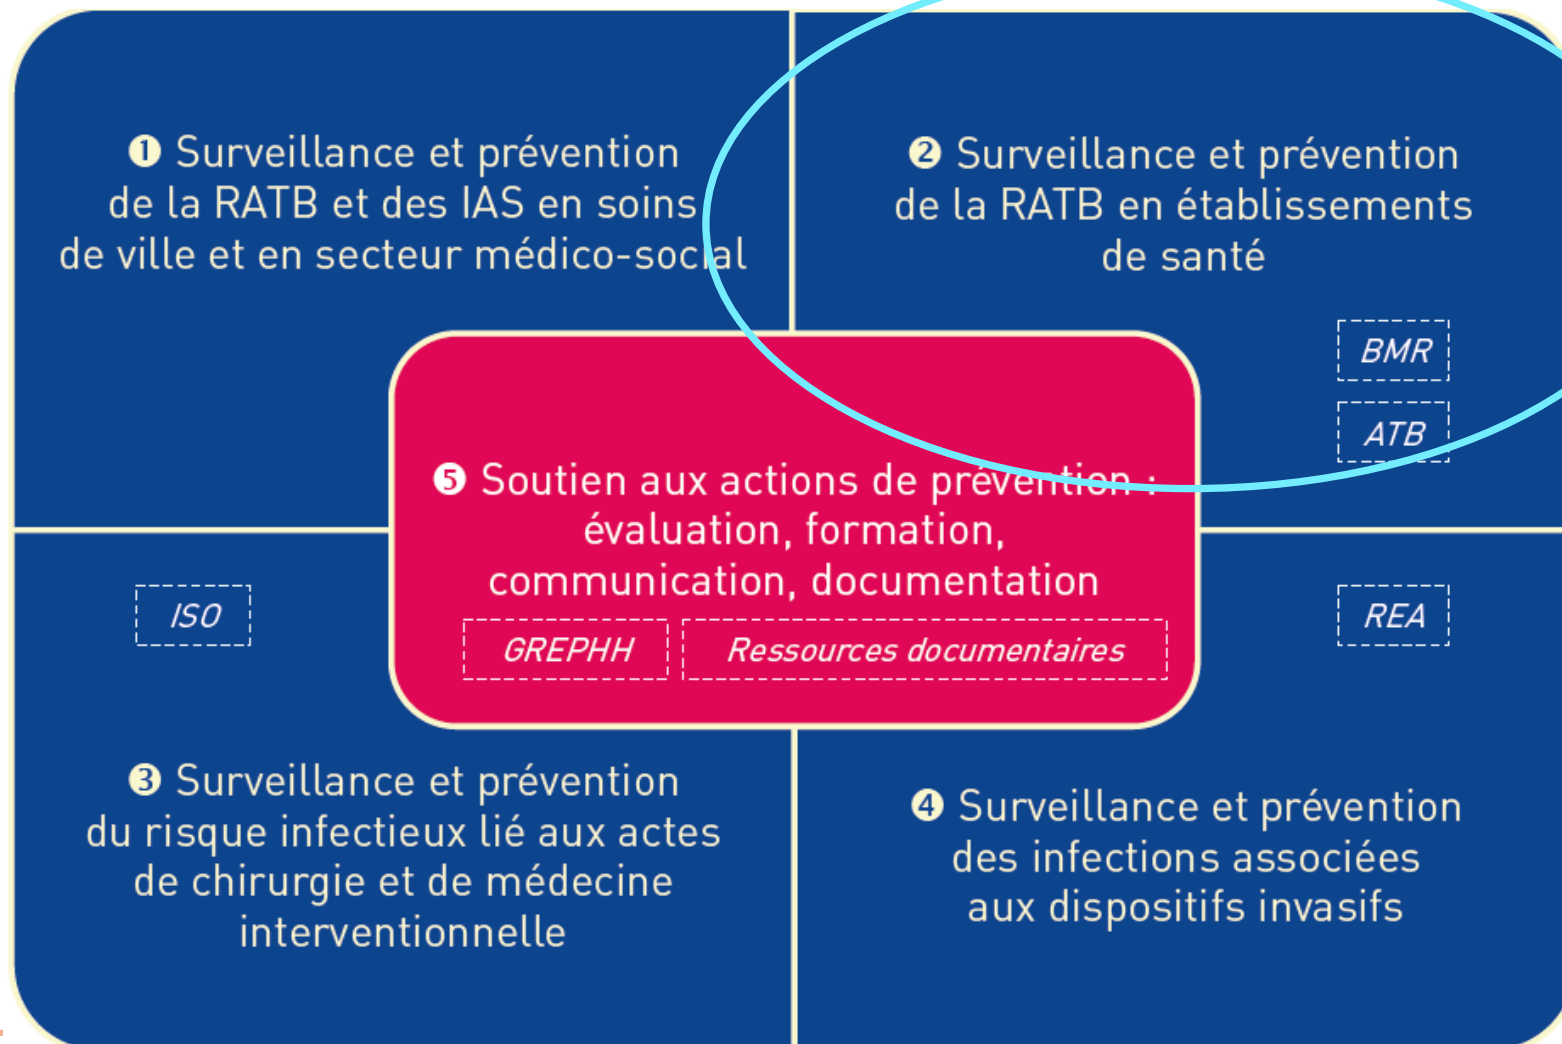 ❶ Surveillance et prévention
de la RATB et des IAS en soins
de ville et en secteur médico-social
❷ Surveillance et prévention
de la RATB en établissements
de santé
BMR
ATB
❺ Soutien aux actions de prévention :
évaluation, formation,
communication, documentation
GREPHH
Ressources documentaires
ISO
REA
❸ Surveillance et prévention
du risque infectieux lié aux actes
de chirurgie et de médecine
interventionnelle
❹ Surveillance et prévention
des infections associées
aux dispositifs invasifs